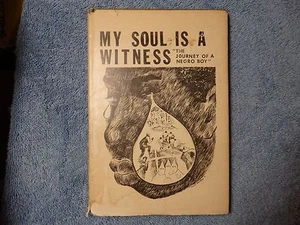 MY SOUL IS A
WITNESS
"THE
JOURNEY OF A
NEGRO BOY"